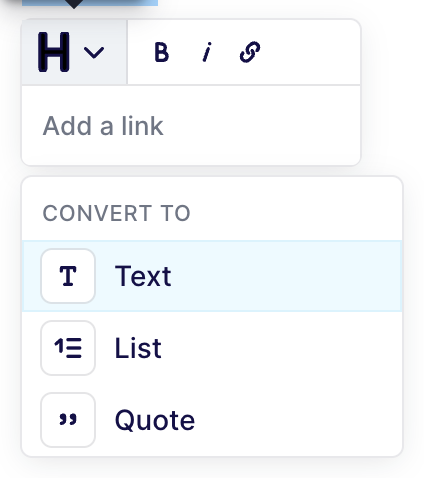 H B i
Add a link
CONVERT TO
T Text
List
" Quote